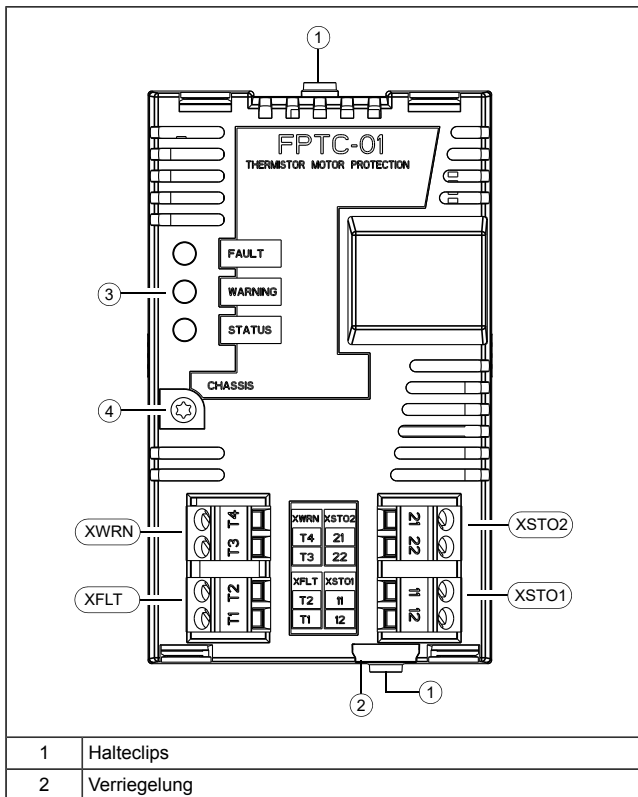 1
FPTC-01
THERMISTOR MOTOR PROTECTION
FAULT
3
WARNING
STATUS
CHASSIS
4
XWRN
T4
T3
XWRN XSTO2
T4 21
T3 22
21
22
XSTO2
XFLT
T2
T1
XFLT XSTO1
T2 11
T1 12
11
12
XSTO1
2
1
1 Halteclips
2 Verriegelung